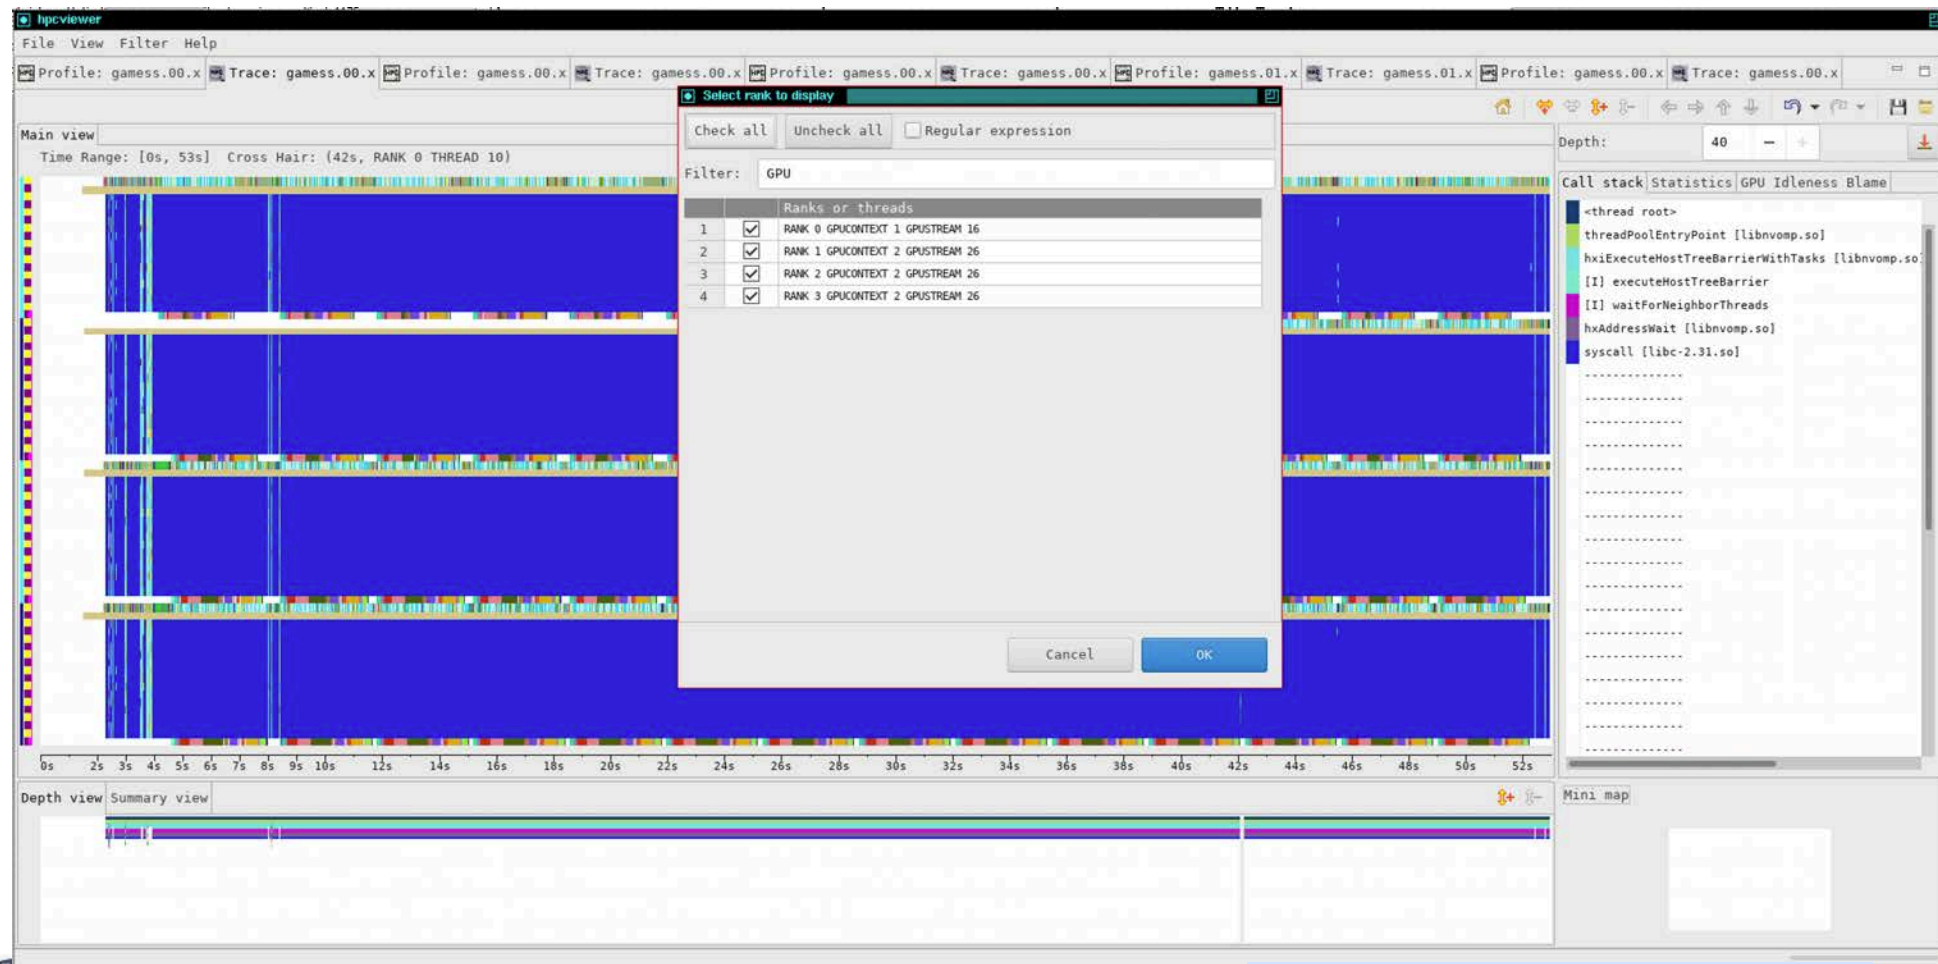 hpcviewer
File View Filter Help
Profile: gamess.00.x Trace: gamess.00.x Profile: gamess.00.x Trace: gamess.00.x Profile: gamess.00.x Trace: gamess.00.x Profile: gamess.01.x Trace: gamess.01.x Profile: gamess.00.x Trace: gamess.00.x
Main view
Time Range: [0s, 53s] Cross Hair: (42s, RANK 0 THREAD 10)
Select rank to display
Check all Uncheck all Regular expression
Filter: GPU
Ranks or threads
1 RANK 0 GPUCONTEXT 1 GPUSTREAM 16
2 RANK 1 GPUCONTEXT 2 GPUSTREAM 26
3 RANK 2 GPUCONTEXT 2 GPUSTREAM 26
4 RANK 3 GPUCONTEXT 2 GPUSTREAM 26
Cancel OK
Depth: 40 − +
Call stack Statistics GPU Idleness Blame
<thread root>
threadPoolEntryPoint [libnvomp.so]
hxiExecuteHostTreeBarrierWithTasks [libnvomp.so]
[I] executeHostTreeBarrier
[I] waitForNeighborThreads
hxAddressWait [libnvomp.so]
syscall [libc-2.31.so]
0s 2s 3s 4s 5s 6s 7s 8s 9s 10s 12s 14s 16s 18s 20s 22s 24s 26s 28s 30s 32s 34s 36s 38s 40s 42s 44s 46s 48s 50s 52s
Depth view Summary view
Mini map